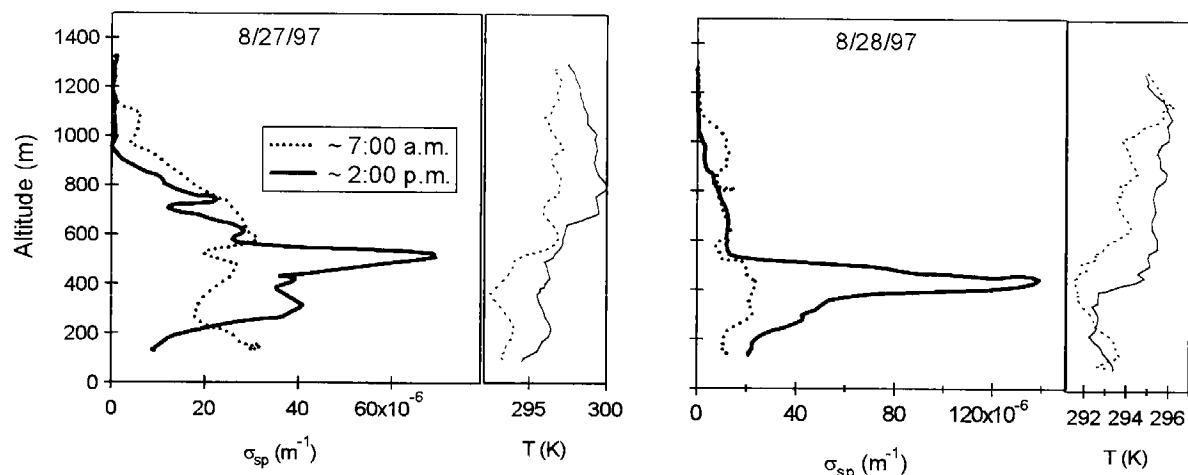 8/27/97
8/28/97
Altitude (m)
1400
1200
1000
800
600
400
200
0
~ 7:00 a.m.
~ 2:00 p.m.
0 20 40 60x10⁻⁶
295 300
0 40 80 120x10⁻⁶
292 294 296
σsp (m⁻¹)
T (K)
σsp (m⁻¹)
T (K)